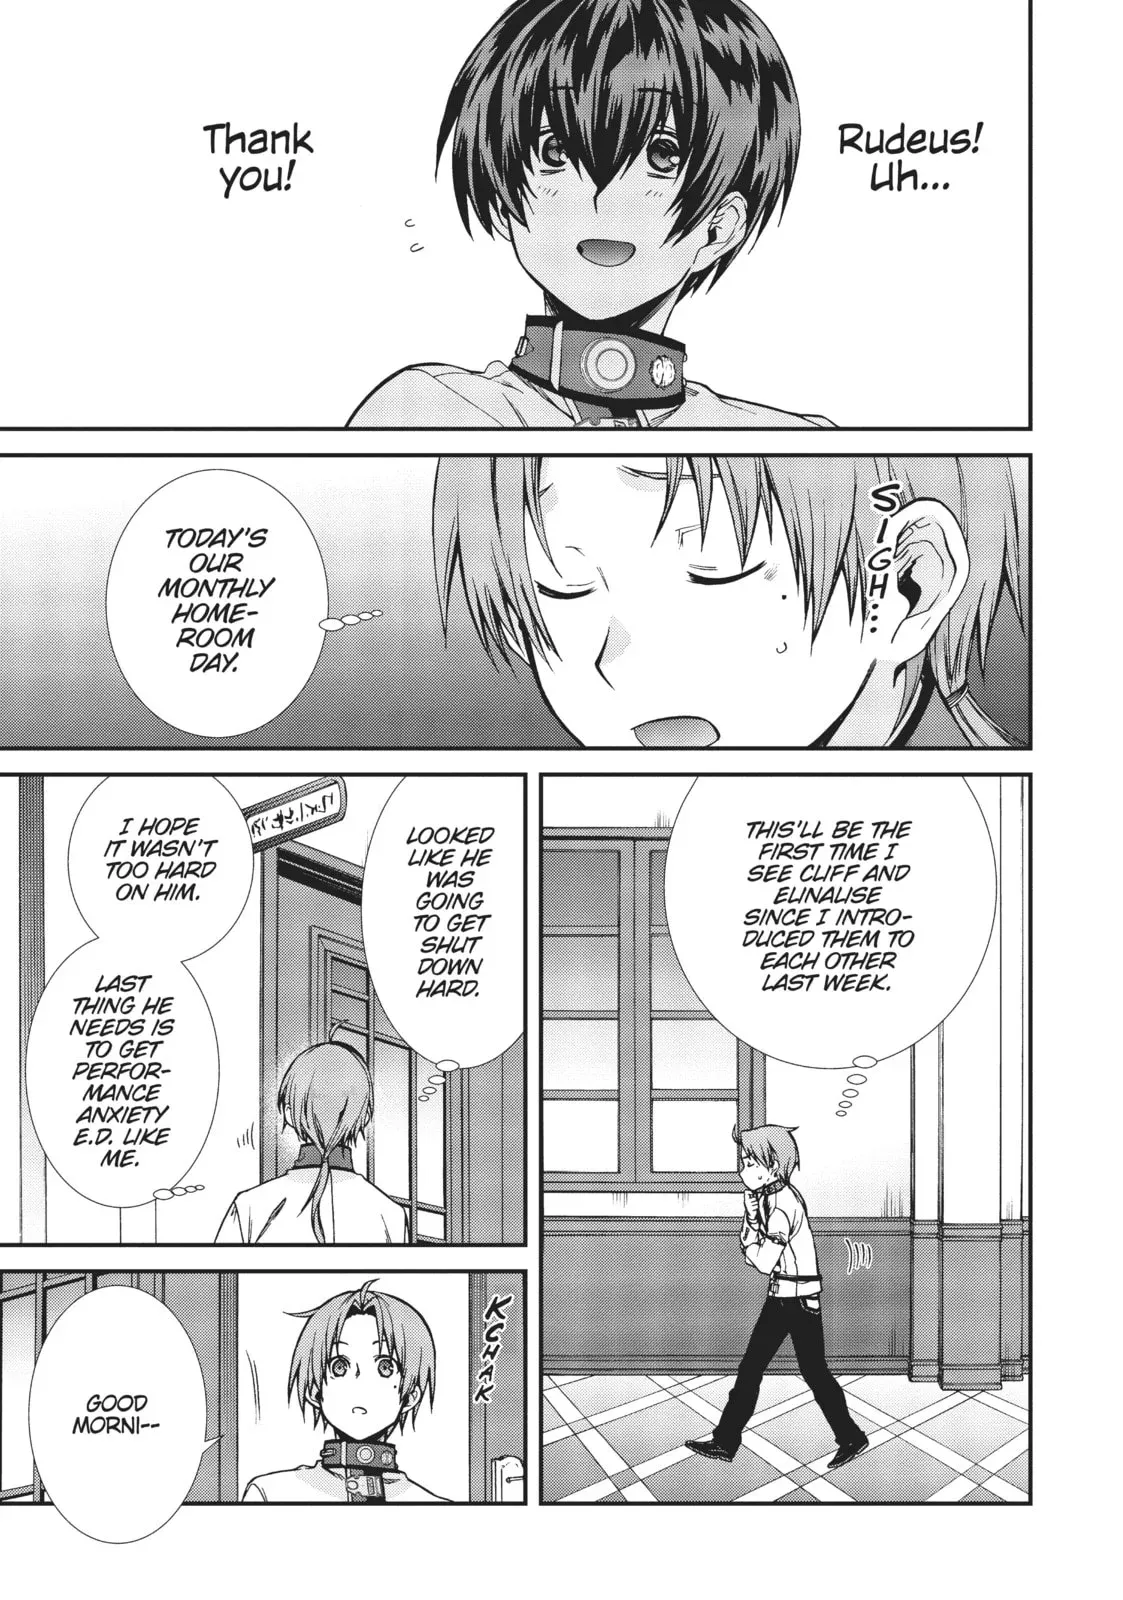 Rudeus!
Uh...
Thank
you!
SIGH...
TODAY'S
OUR
MONTHLY
HOME-
ROOM
DAY.
THIS'LL BE THE
FIRST TIME I
SEE CLIFF AND
ELINALISE
SINCE I INTRO-
DUCED THEM TO
EACH OTHER
LAST WEEK.
LOOKED
LIKE HE
WAS
GOING
TO GET
SHUT
DOWN
HARD.
I HOPE
IT WASN'T
TOO HARD
ON HIM.
LAST
THING HE
NEEDS IS
TO GET
PERFOR-
MANCE
ANXIETY
E.D. LIKE
ME.
KCHAK
GOOD
MORNI--